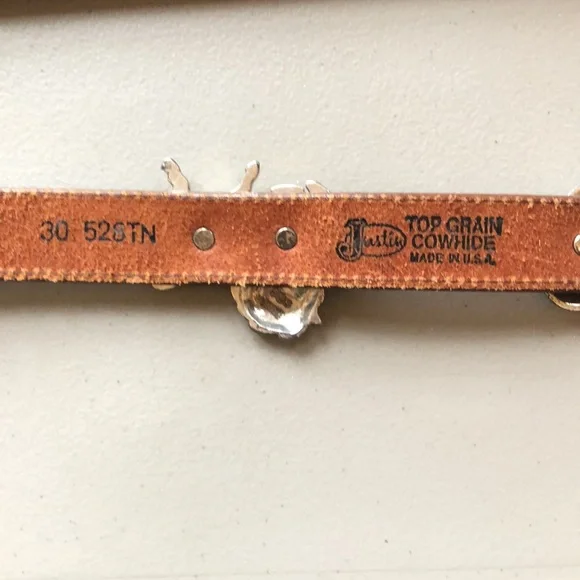 30 528TN
Justin
TOP GRAIN
COWHIDE
MADE IN U.S.A.